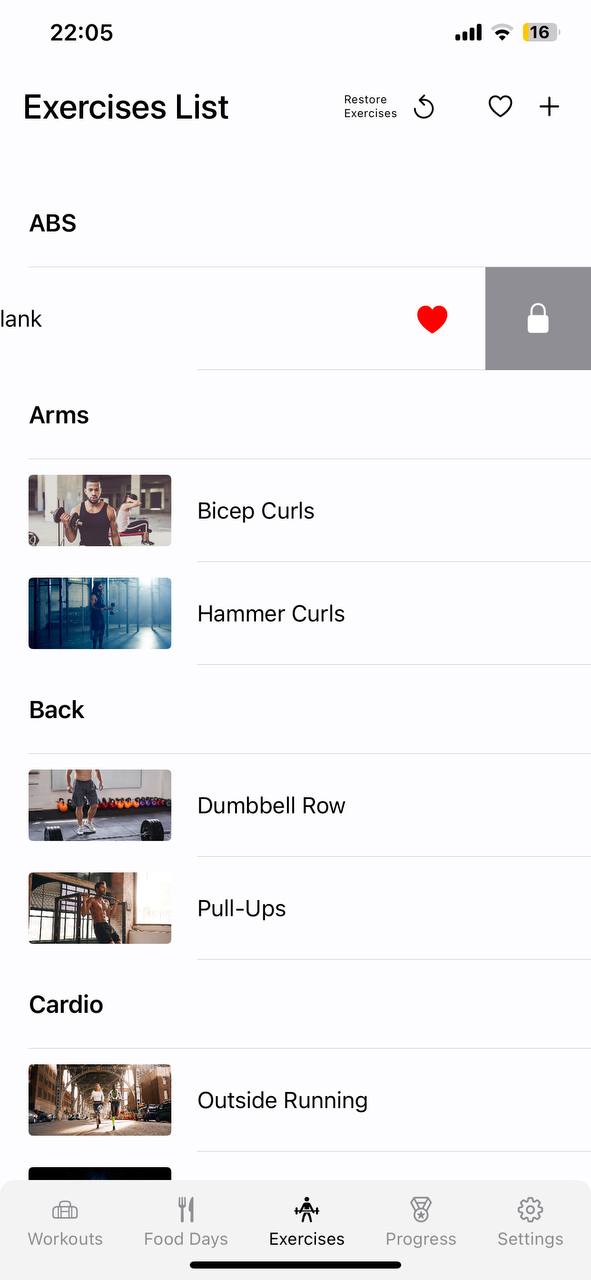 22:05
16
Exercises List
Restore
Exercises
ABS
lank
Arms
Bicep Curls
Hammer Curls
Back
Dumbbell Row
Pull-Ups
Cardio
Outside Running
Workouts
Food Days
Exercises
Progress
Settings